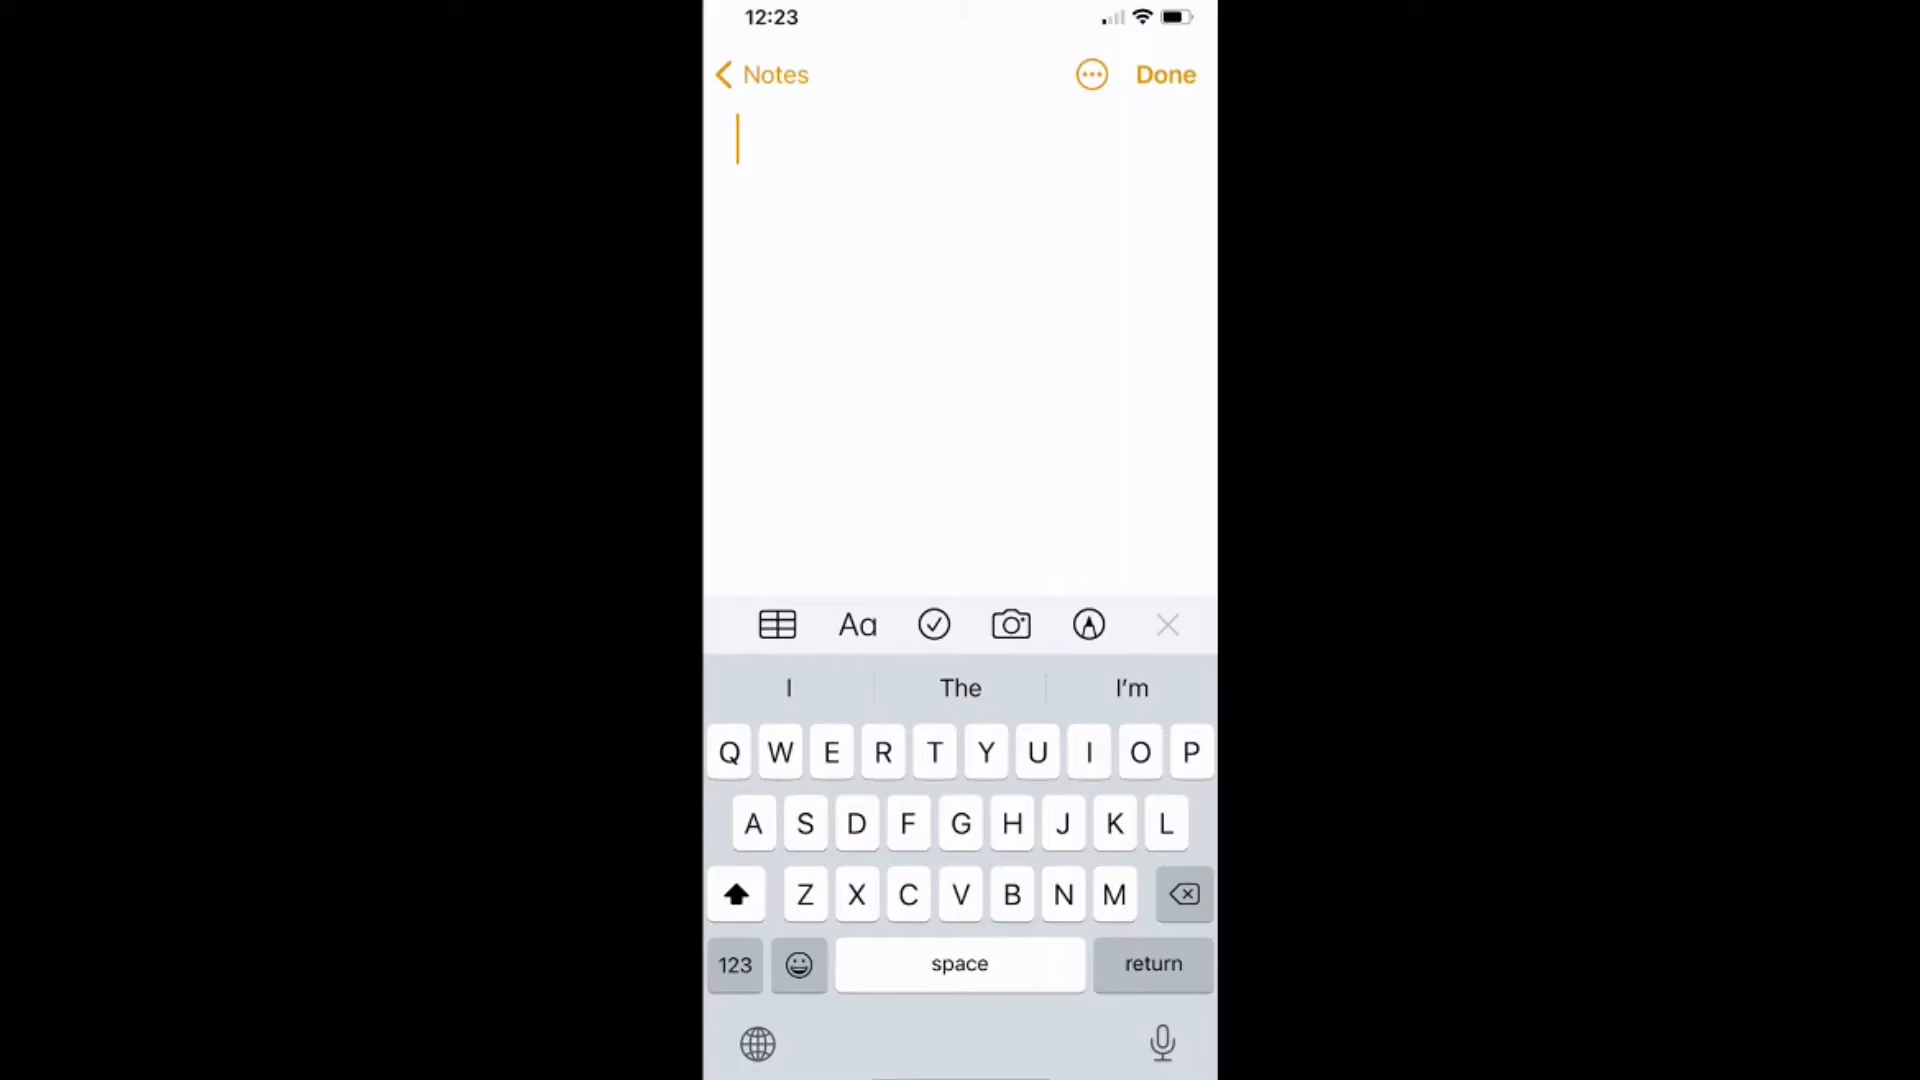 12:23
Notes
Done
Aa
I The I'm
Q W E R T Y U I O P
A S D F G H J K L
Z X C V B N M
123 space return